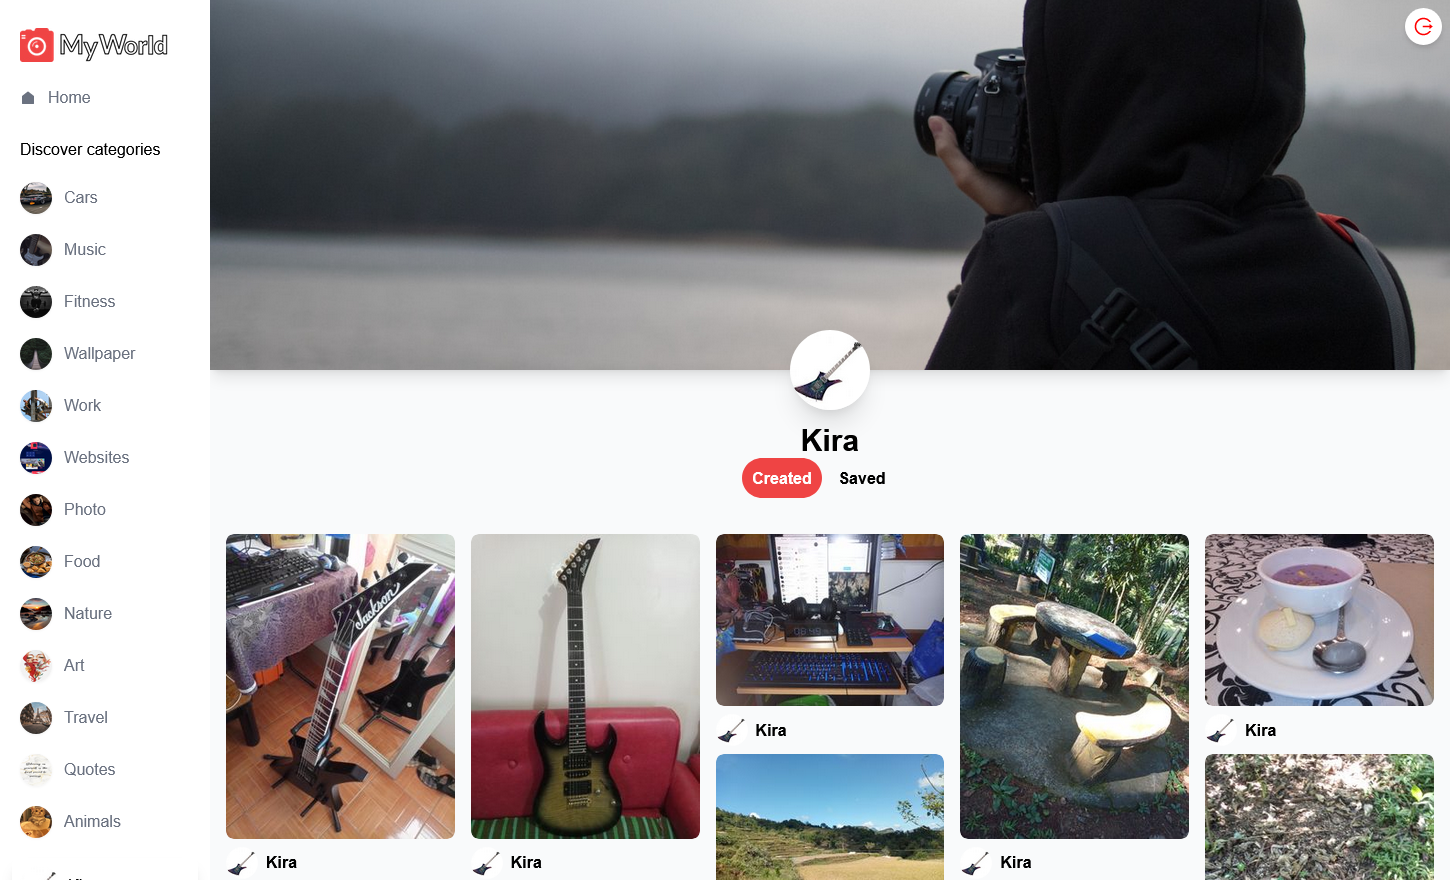 MyWorld
Home
Discover categories
Cars
Music
Fitness
Wallpaper
Work
Websites
Photo
Food
Nature
Art
Travel
Quotes
Animals
Kira
Created
Saved
Jackson
Kira
Kira
Kira
Kira
Kira